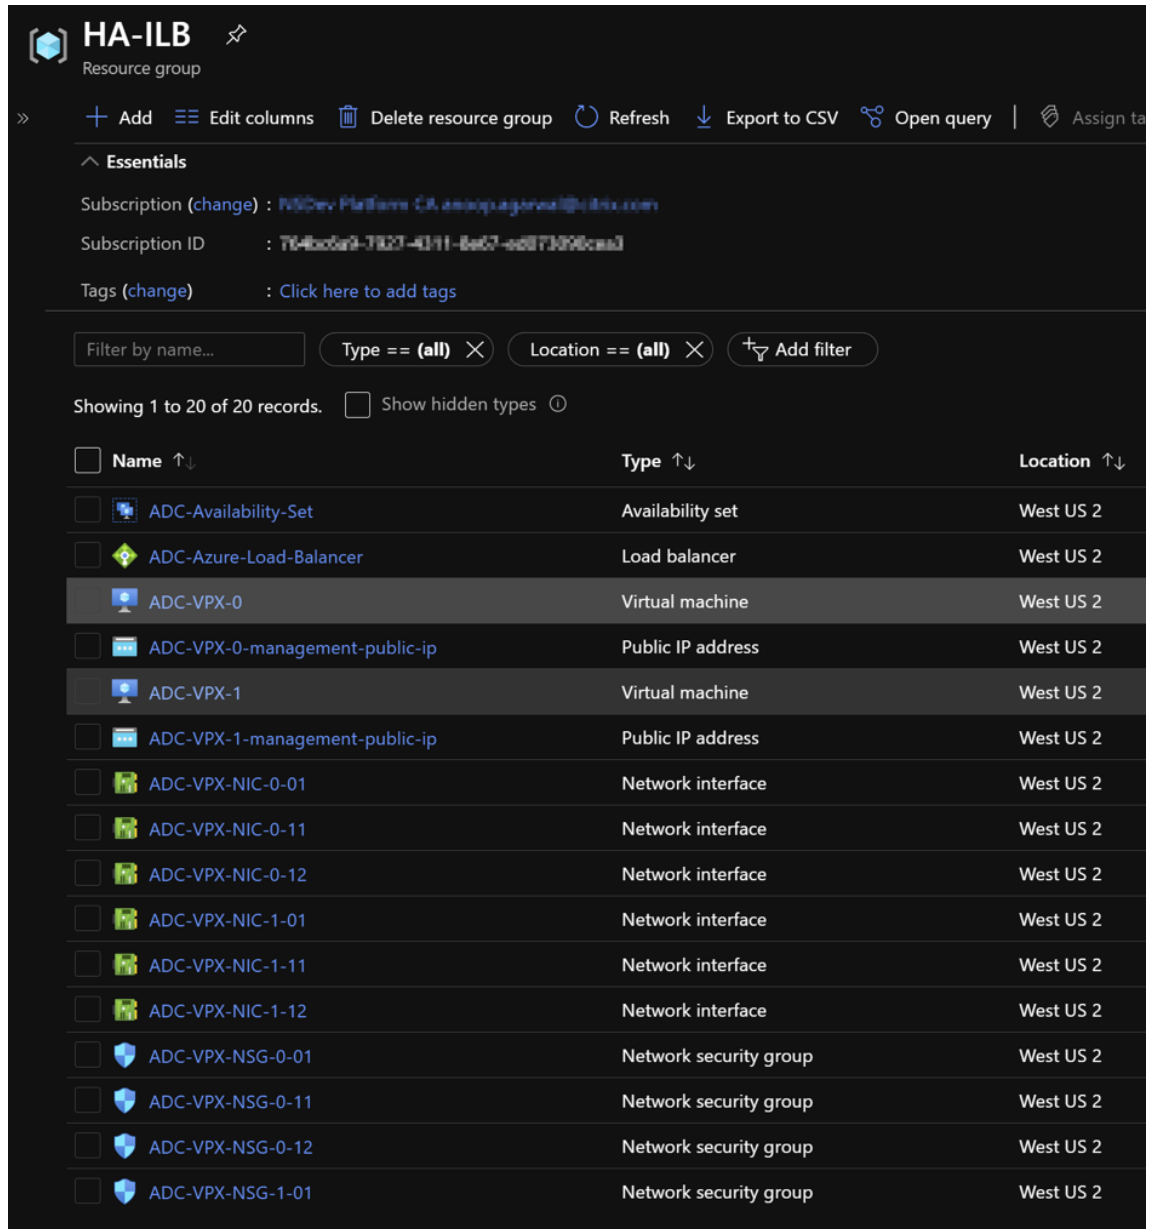 HA-ILB
Resource group
» Add Edit columns Delete resource group Refresh Export to CSV Open query | Assign ta
Essentials
Subscription (change) :
Subscription ID :
Tags (change) : Click here to add tags
Filter by name... Type == (all) Location == (all) Add filter
Showing 1 to 20 of 20 records. Show hidden types
Name ↑↓ Type ↑↓ Location ↑↓
ADC-Availability-Set Availability set West US 2
ADC-Azure-Load-Balancer Load balancer West US 2
ADC-VPX-0 Virtual machine West US 2
ADC-VPX-0-management-public-ip Public IP address West US 2
ADC-VPX-1 Virtual machine West US 2
ADC-VPX-1-management-public-ip Public IP address West US 2
ADC-VPX-NIC-0-01 Network interface West US 2
ADC-VPX-NIC-0-11 Network interface West US 2
ADC-VPX-NIC-0-12 Network interface West US 2
ADC-VPX-NIC-1-01 Network interface West US 2
ADC-VPX-NIC-1-11 Network interface West US 2
ADC-VPX-NIC-1-12 Network interface West US 2
ADC-VPX-NSG-0-01 Network security group West US 2
ADC-VPX-NSG-0-11 Network security group West US 2
ADC-VPX-NSG-0-12 Network security group West US 2
ADC-VPX-NSG-1-01 Network security group West US 2